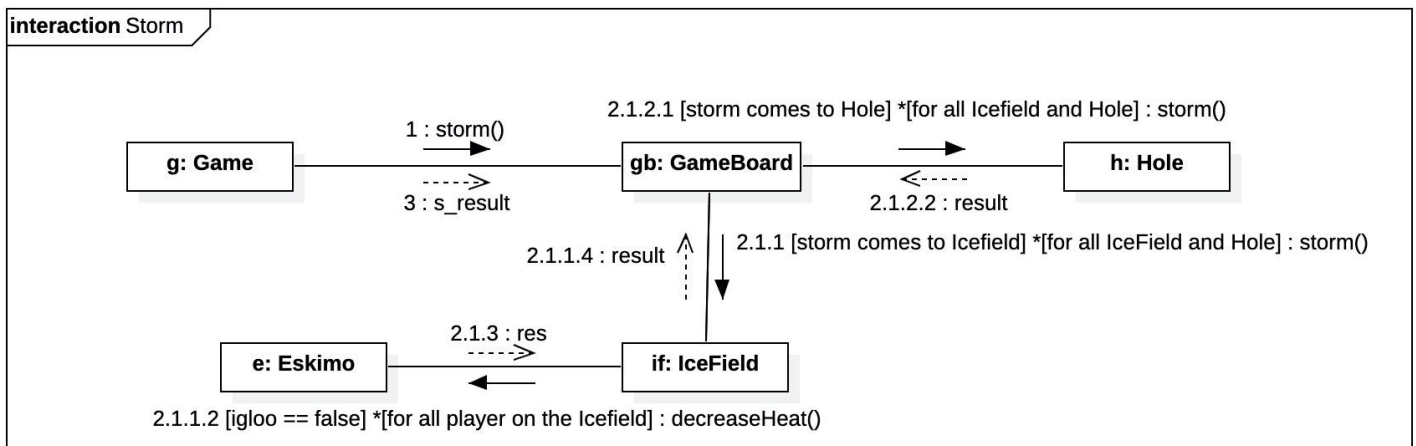 interaction Storm
2.1.2.1 [storm comes to Hole] *[for all Icefield and Hole] : storm()
1 : storm()
g: Game
gb: GameBoard
h: Hole
3 : s_result
2.1.2.2 : result
2.1.1 [storm comes to Icefield] *[for all IceField and Hole] : storm()
2.1.1.4 : result
2.1.3 : res
e: Eskimo
if: IceField
2.1.1.2 [igloo == false] *[for all player on the Icefield] : decreaseHeat()